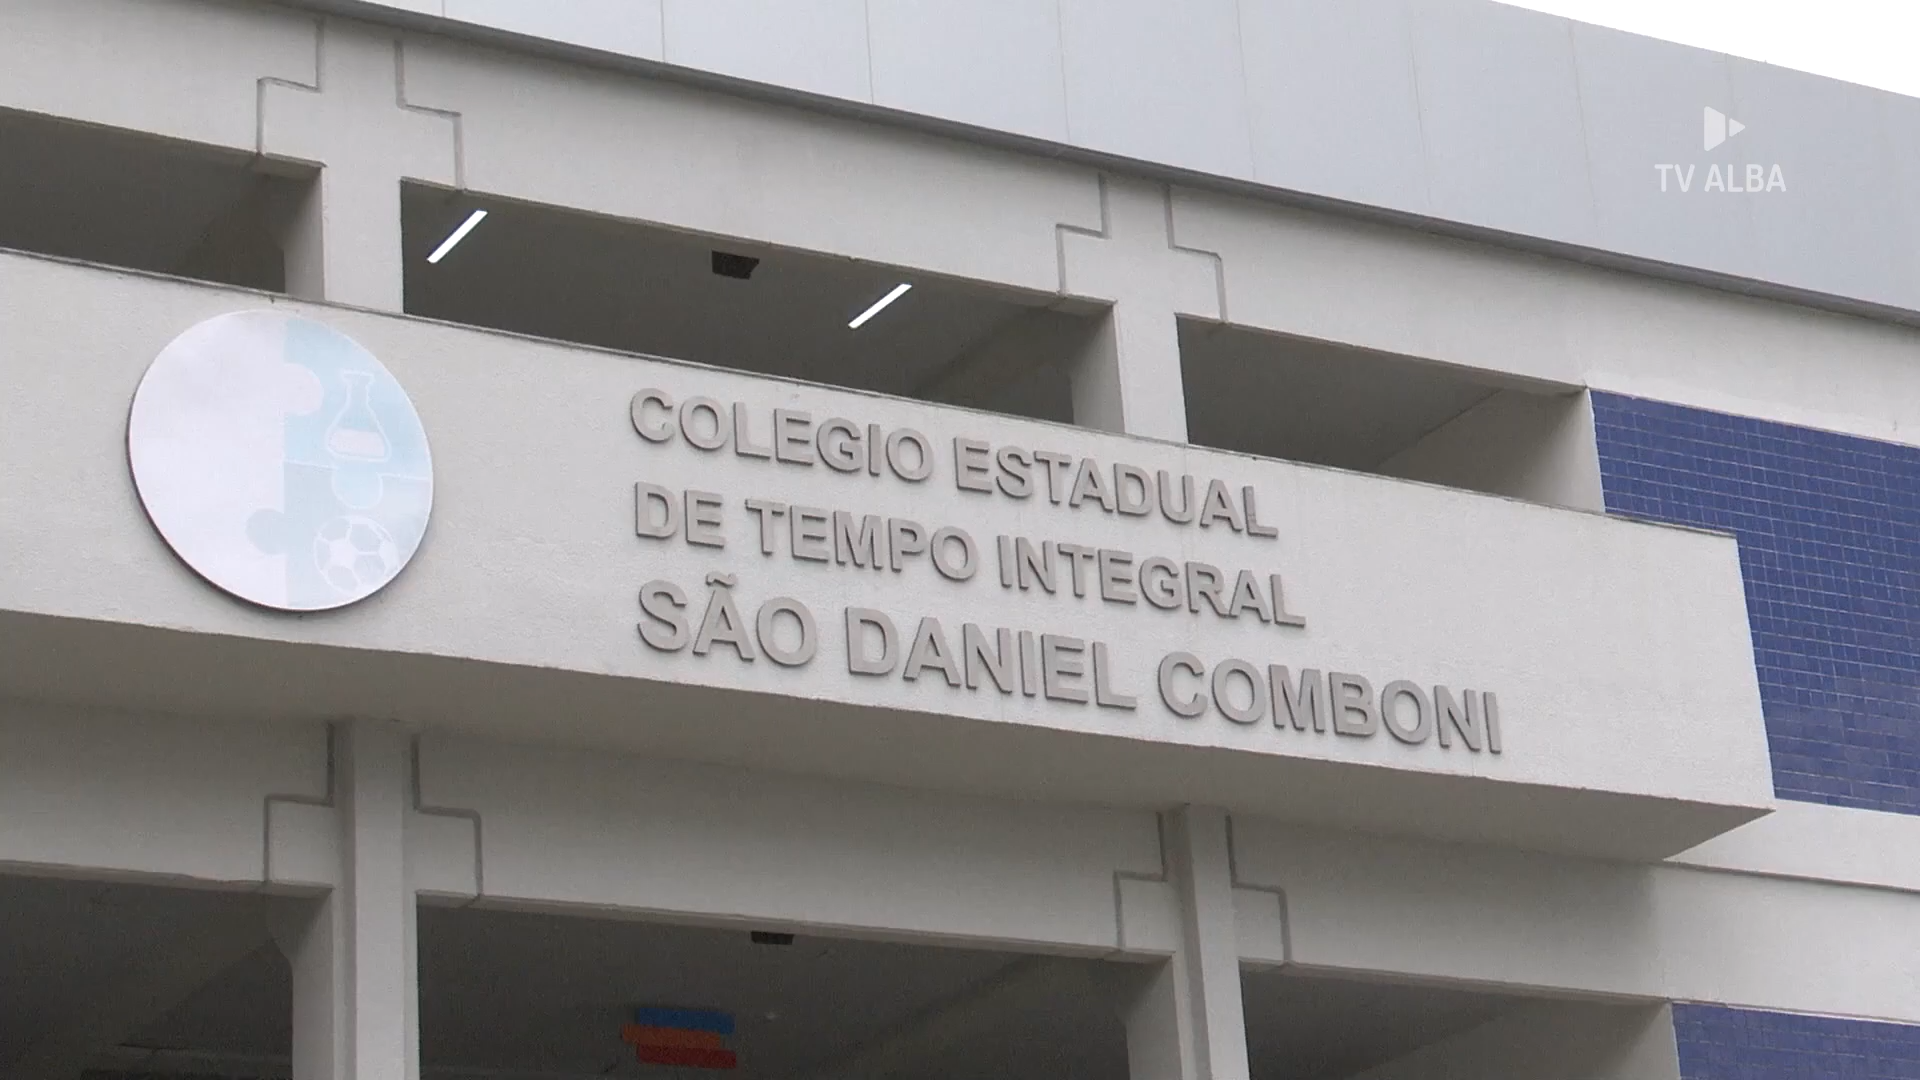 TV ALBA
COLEGIO ESTADUAL
DE TEMPO INTEGRAL
SÃO DANIEL COMBONI